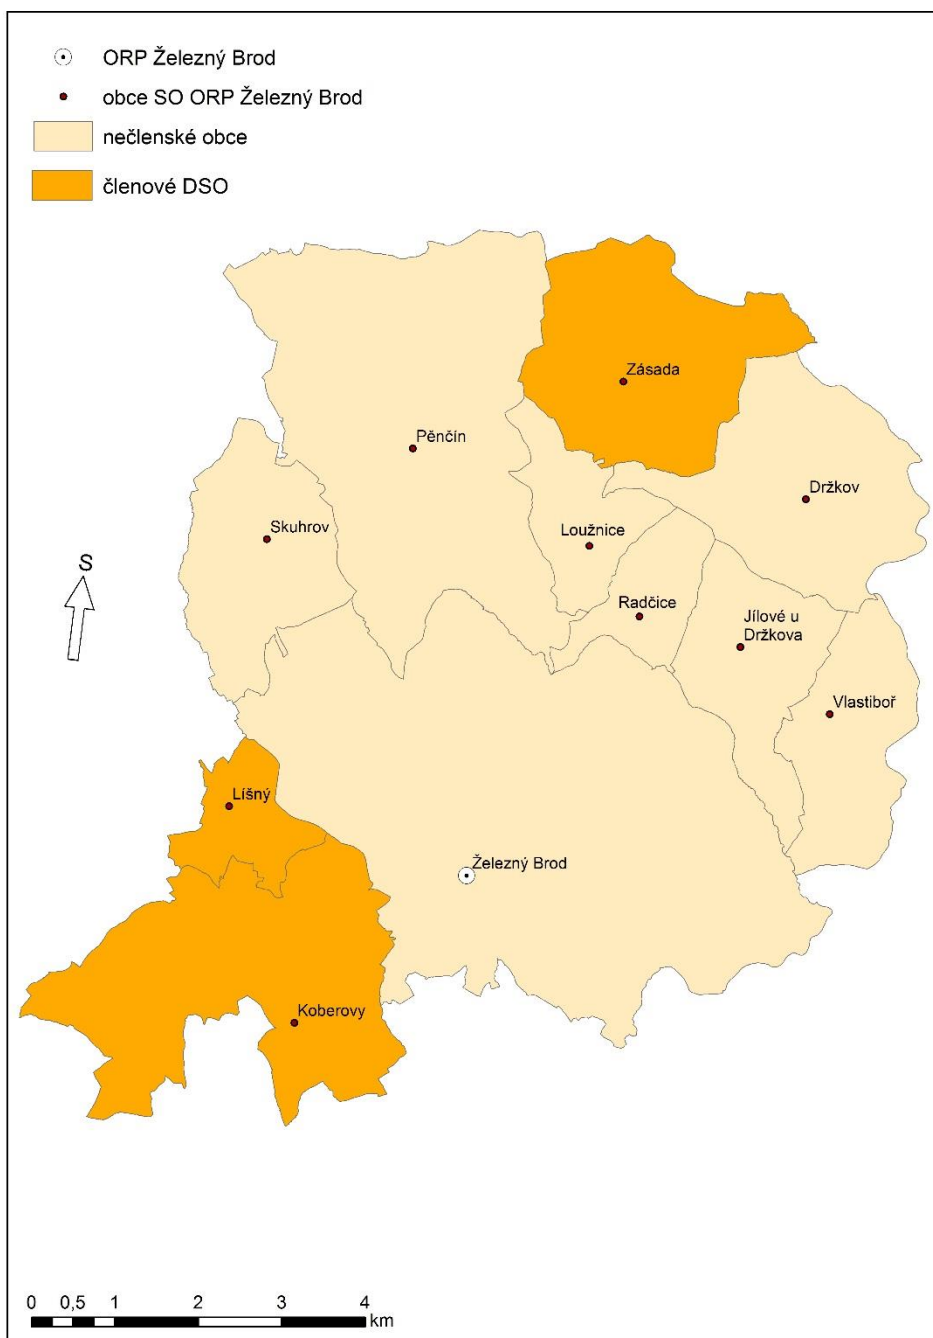 ORP Železný Brod
obce SO ORP Železný Brod
nečlenské obce
členové DSO
Zásada
Pěnčín
Držkov
Skuhrov
Loužnice
S
Radčice
Jílové u
Držkova
Vlastiboř
Líšný
Železný Brod
Koberovy
0 0,5 1 2 3 4
km